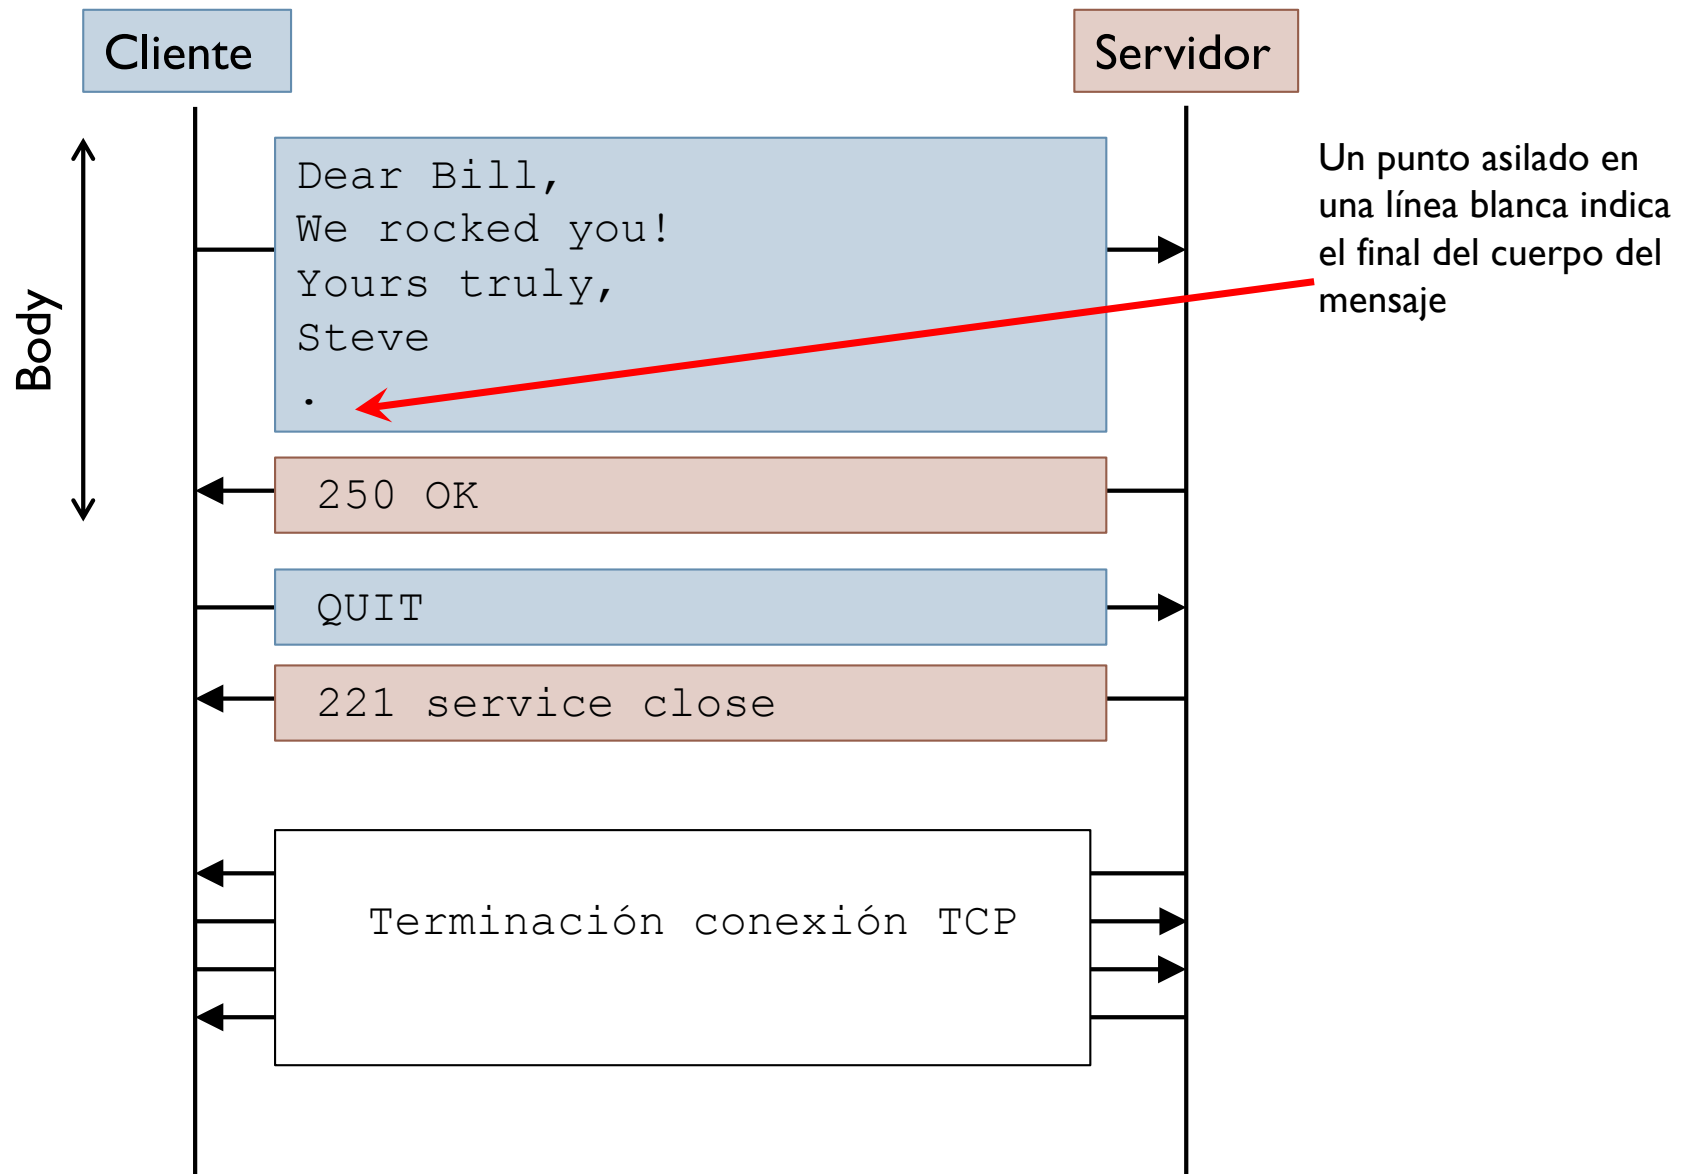 Cliente
Servidor
Body
Dear Bill,
We rocked you!
Yours truly,
Steve
.
Un punto asilado en
una línea blanca indica
el final del cuerpo del
mensaje
250 OK
QUIT
221 service close
Terminación conexión TCP